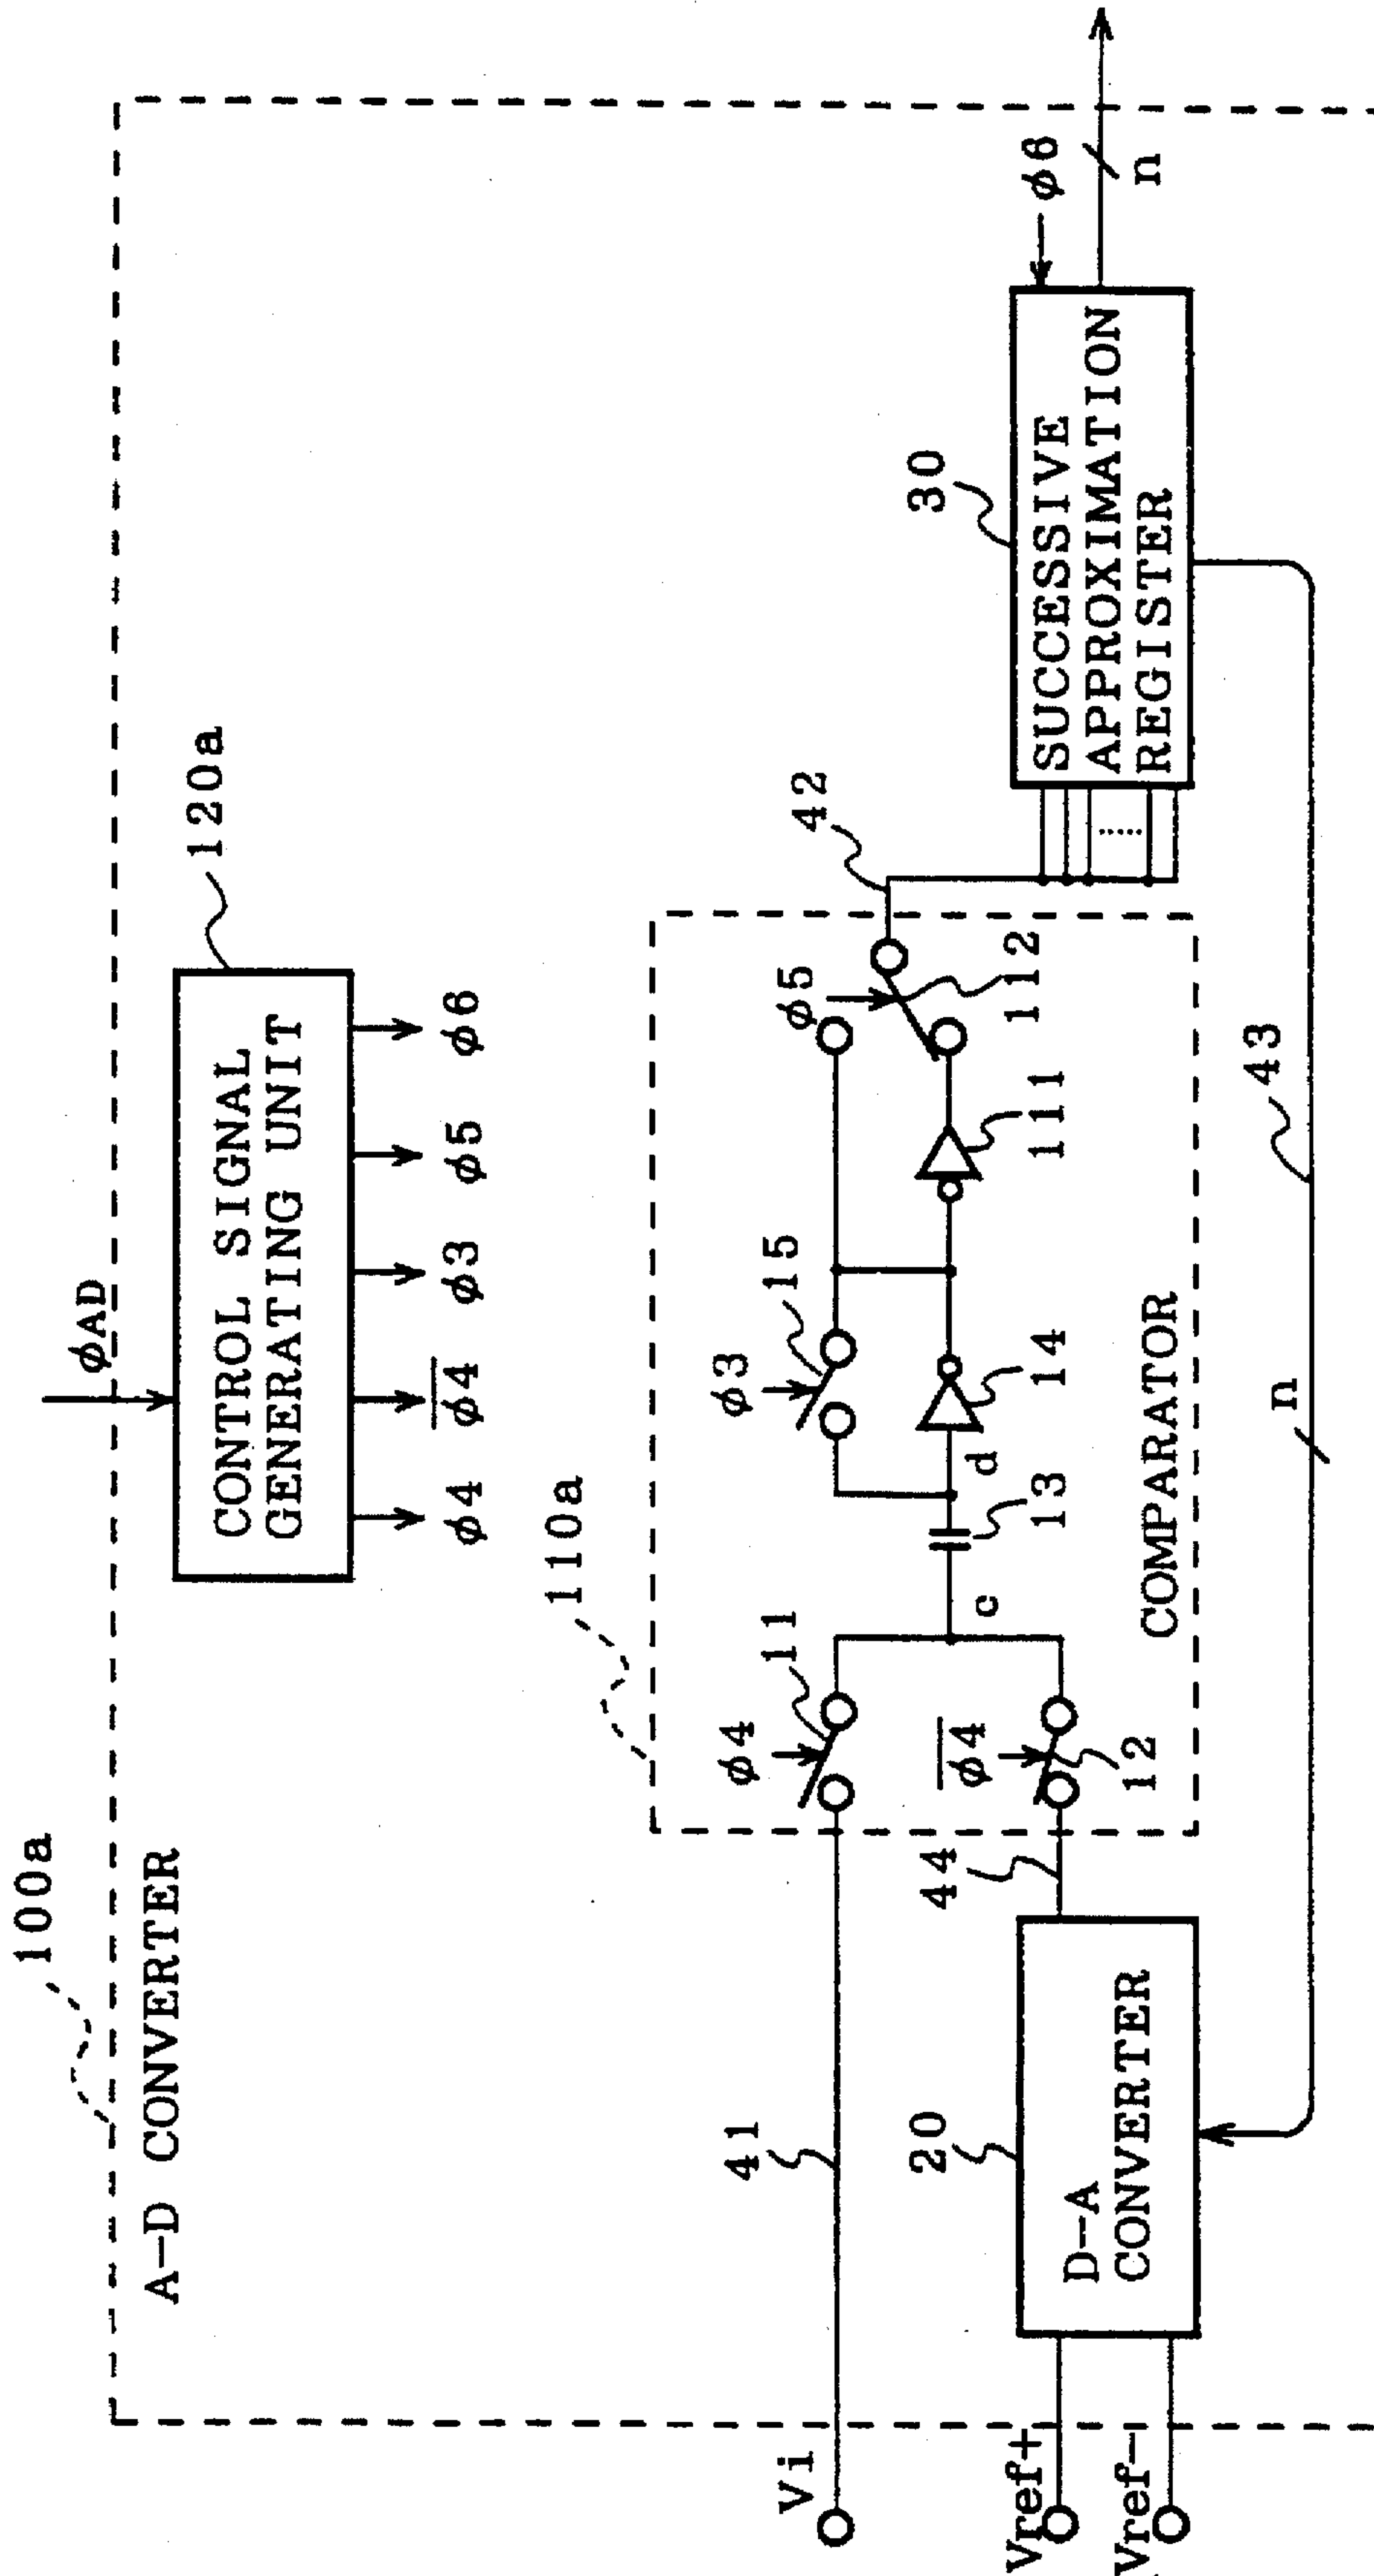 100a
A-D CONVERTER
φAD
CONTROL SIGNAL
GENERATING UNIT
120a
φ4
φ4
φ3
φ5
φ6
110a
Vi
41
φ4
11
φ3
15
φ5
42
Vref+
Vref-
20
D-A
CONVERTER
44
φ4
12
c
13
d
14
111
112
COMPARATOR
30
SUCCESSIVE
APPROXIMATION
REGISTER
φ6
n
43
n